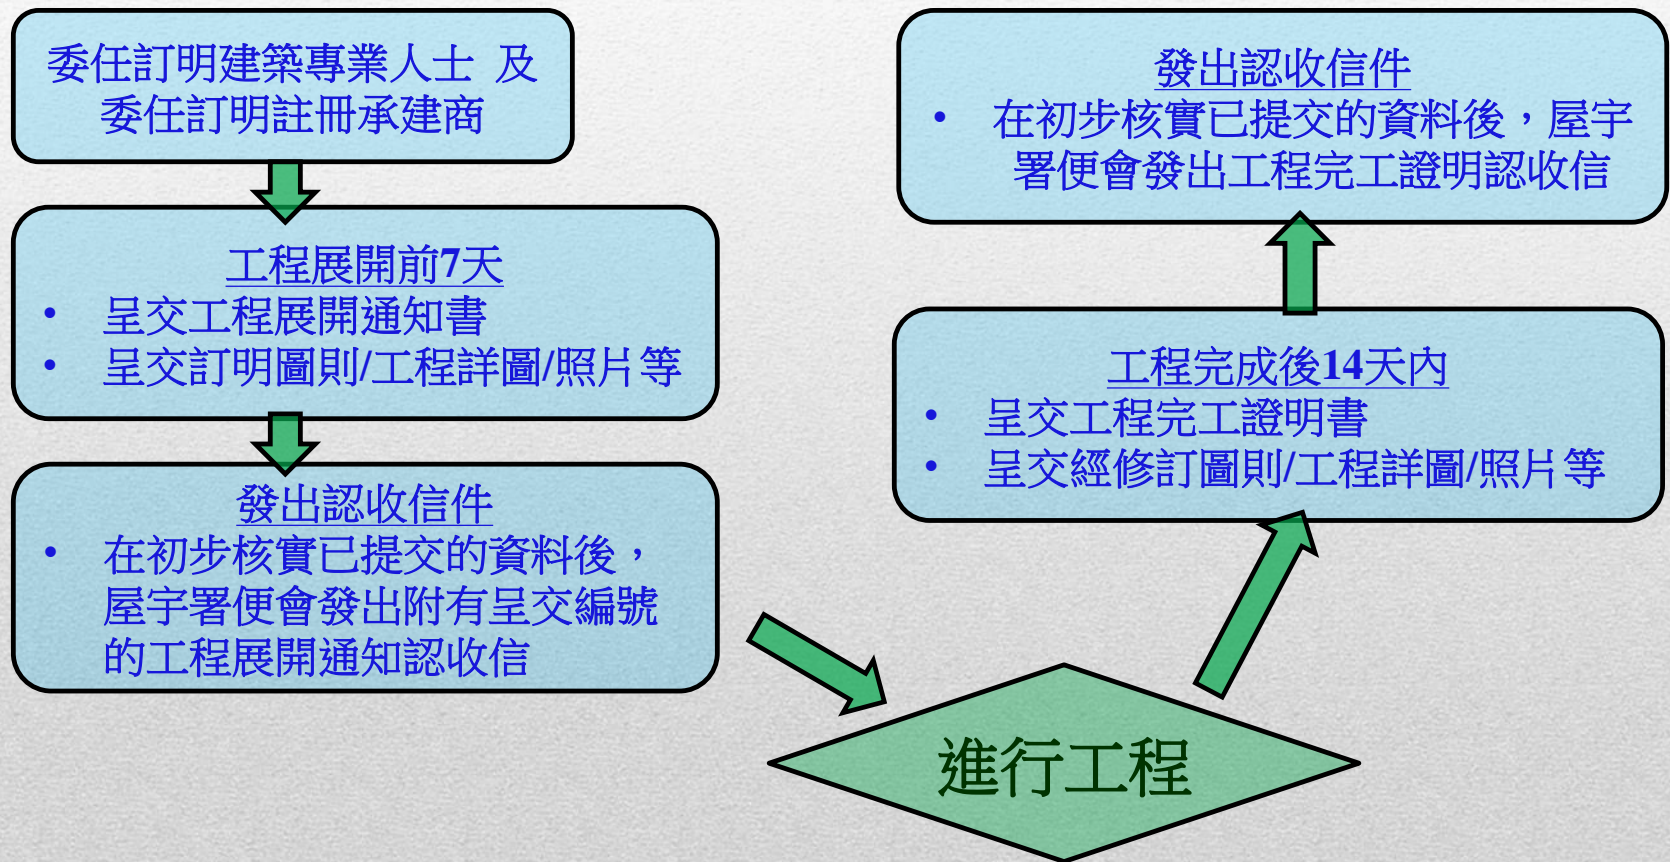 委任訂明建築專業人士 及
委任訂明註冊承建商
工程展開前7天
• 呈交工程展開通知書
• 呈交訂明圖則/工程詳圖/照片等
發出認收信件
• 在初步核實已提交的資料後，
屋宇署便會發出附有呈交編號
的工程展開通知認收信
進行工程
工程完成後14天內
• 呈交工程完工證明書
• 呈交經修訂圖則/工程詳圖/照片等
發出認收信件
• 在初步核實已提交的資料後，屋宇
署便會發出工程完工證明認收信